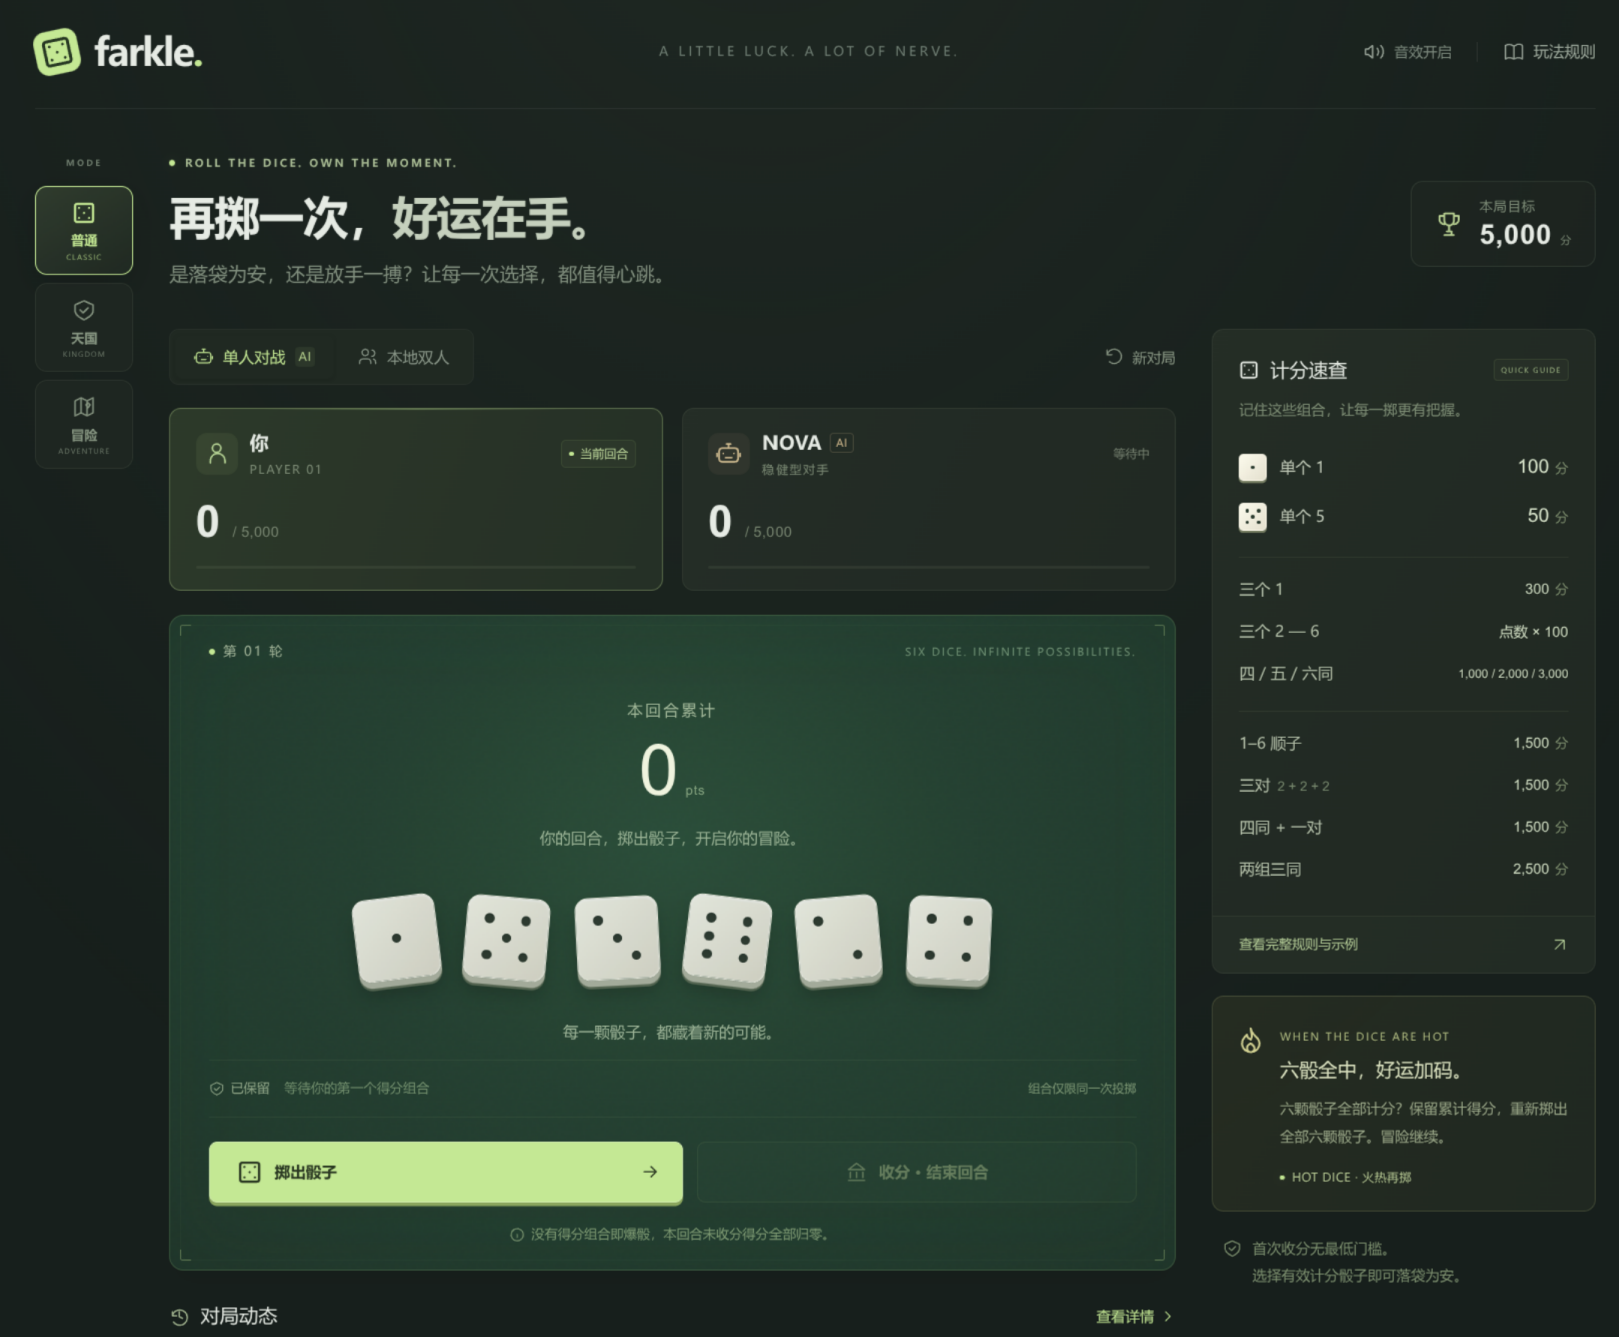 farkle.
A LITTLE LUCK. A LOT OF NERVE.
音效开启
玩法规则
MODE
普通
CLASSIC
天国
KINGDOM
冒险
ADVENTURE
ROLL THE DICE. OWN THE MOMENT.
再掷一次，好运在手。
是落袋为安，还是放手一搏？让每一次选择，都值得心跳。
本局目标
5,000 分
单人对战 AI
本地双人
新对局
你
PLAYER 01
当前回合
0 / 5,000
NOVA AI
稳健型对手
等待中
0 / 5,000
第 01 轮
SIX DICE. INFINITE POSSIBILITIES.
本回合累计
0 pts
你的回合，掷出骰子，开启你的冒险。
每一颗骰子，都藏着新的可能。
已保留 等待你的第一个得分组合
组合仅限同一次投掷
掷出骰子
收分 • 结束回合
没有得分组合即爆骰，本回合未收分得分全部归零。
对局动态
查看详情
计分速查
QUICK GUIDE
记住这些组合，让每一掷更有把握。
单个 1 100 分
单个 5 50 分
三个 1 300 分
三个 2 — 6 点数 × 100
四 / 五 / 六同 1,000 / 2,000 / 3,000
1–6 顺子 1,500 分
三对 2 + 2 + 2 1,500 分
四同 + 一对 1,500 分
两组三同 2,500 分
查看完整规则与示例
WHEN THE DICE ARE HOT
六骰全中，好运加码。
六颗骰子全部计分？保留累计得分，重新掷出
全部六颗骰子。冒险继续。
HOT DICE · 火热再掷
首次收分无最低门槛。
选择有效计分骰子即可落袋为安。